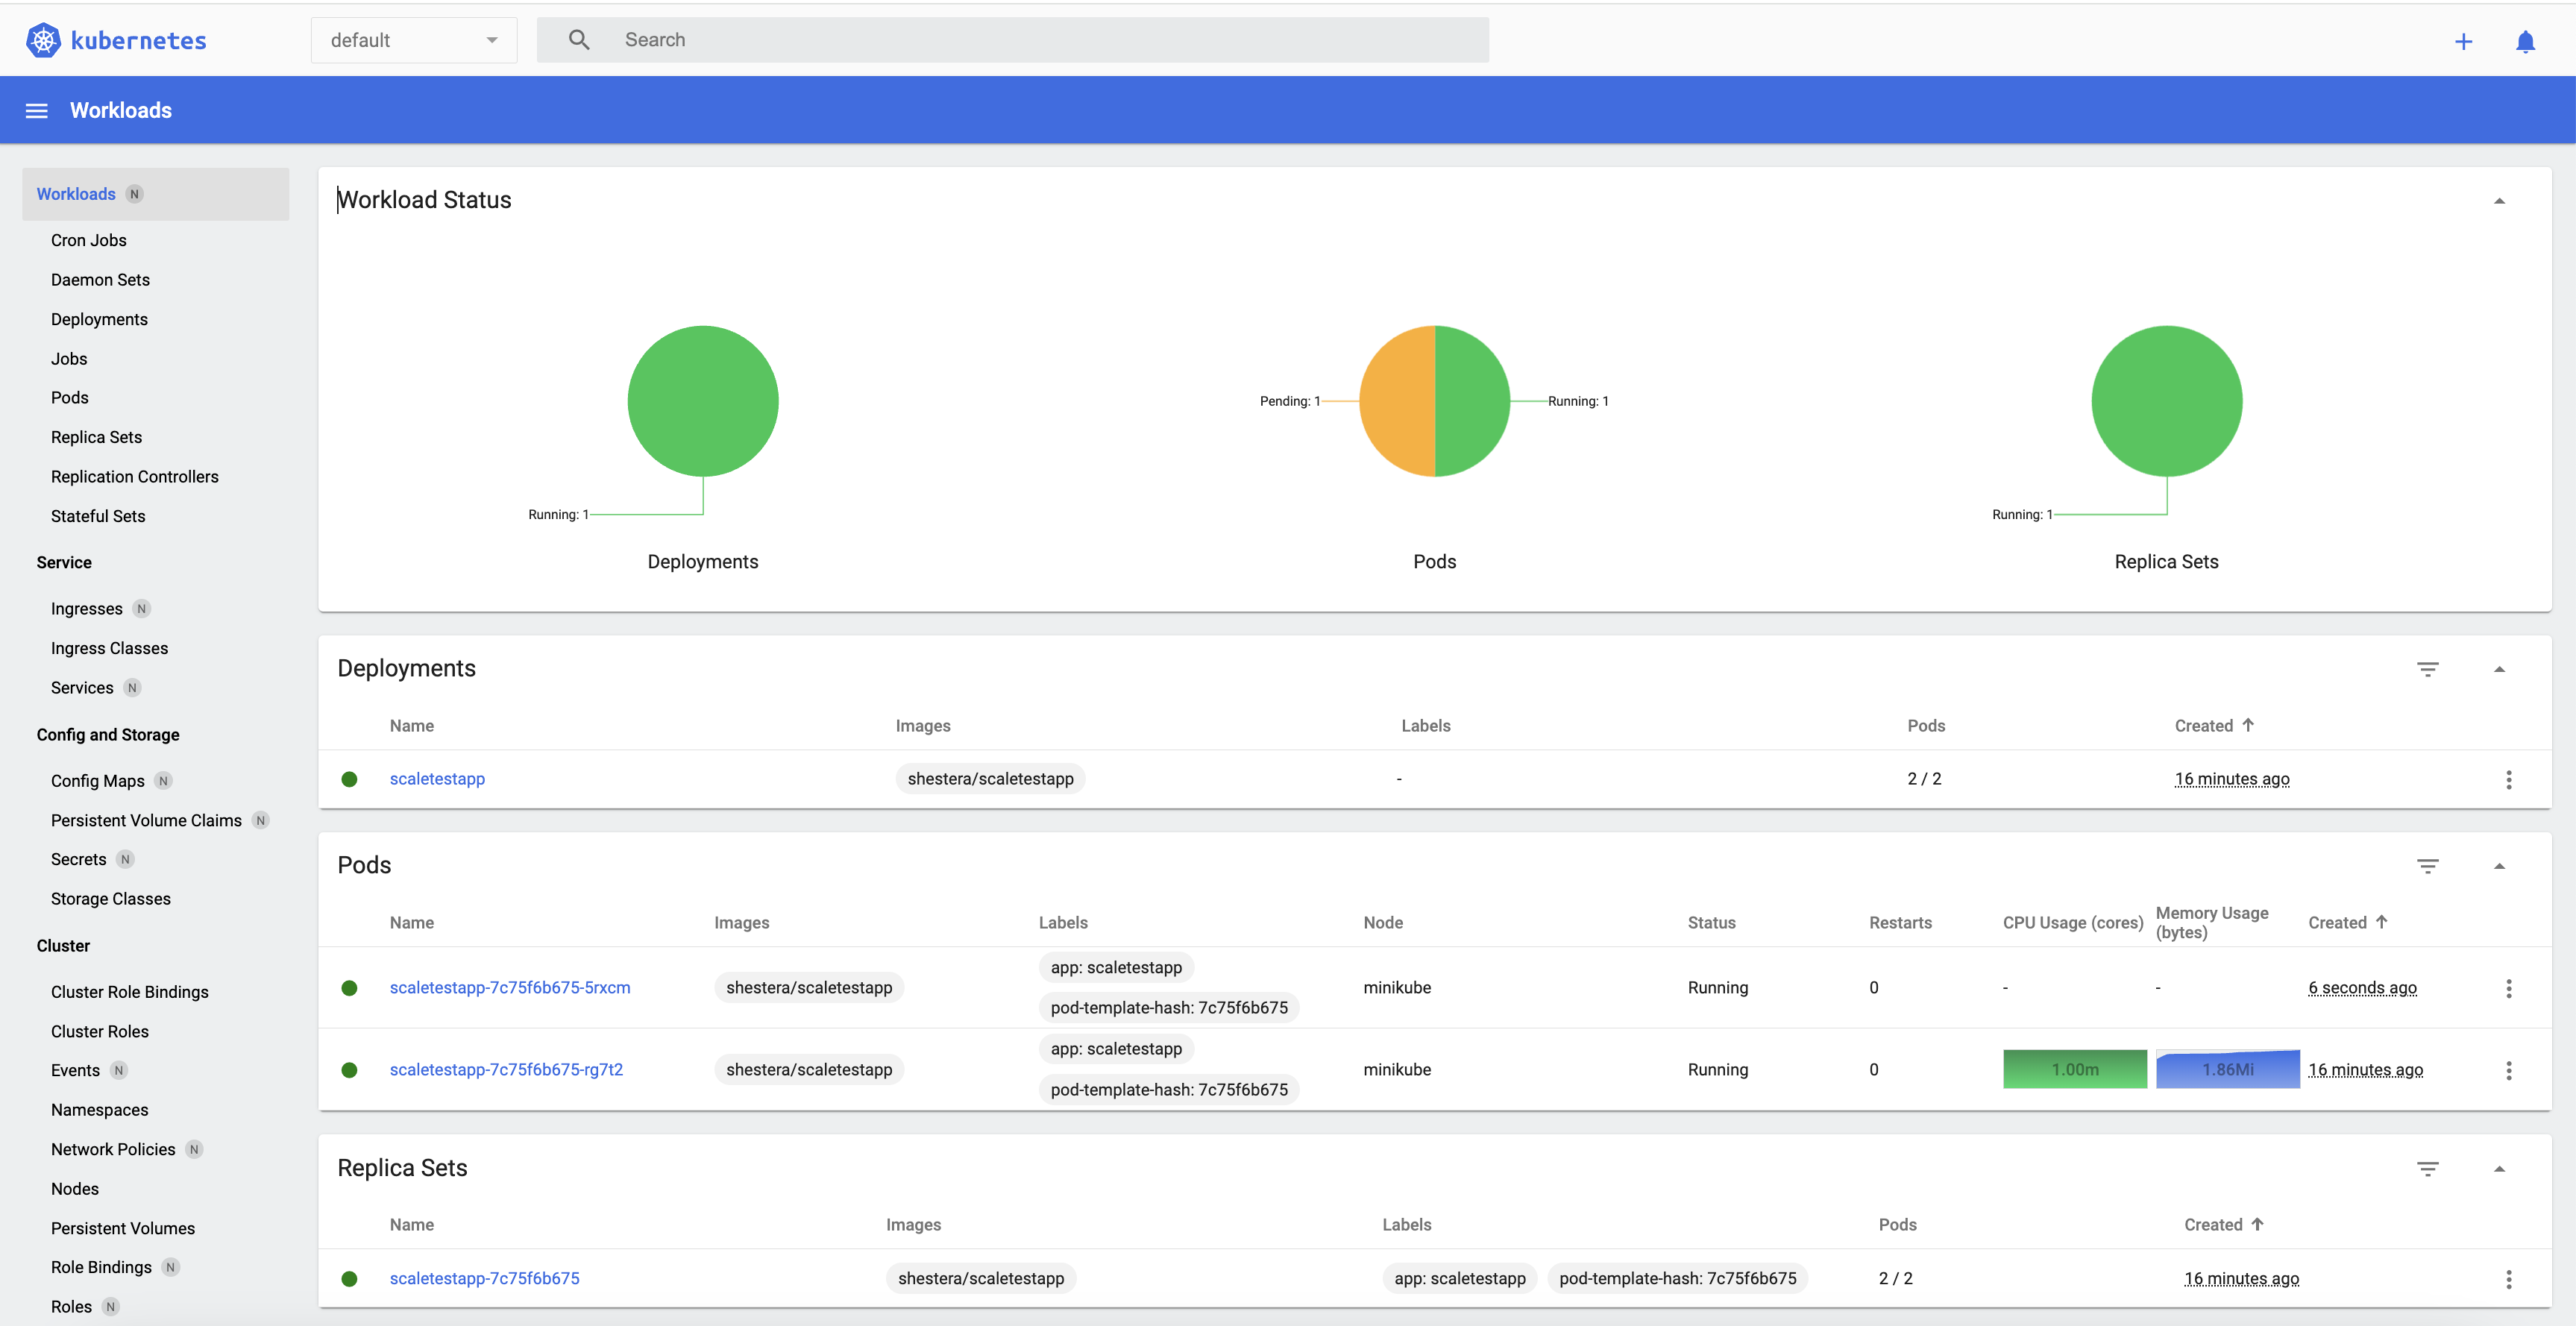 kubernetes
default
Search
Workloads
Workloads N
Cron Jobs
Daemon Sets
Deployments
Jobs
Pods
Replica Sets
Replication Controllers
Stateful Sets
Service
Ingresses N
Ingress Classes
Services N
Config and Storage
Config Maps N
Persistent Volume Claims N
Secrets N
Storage Classes
Cluster
Cluster Role Bindings
Cluster Roles
Events N
Namespaces
Network Policies N
Nodes
Persistent Volumes
Role Bindings N
Roles N
Workload Status
Running: 1
Deployments
Pending: 1
Running: 1
Pods
Running: 1
Replica Sets
Deployments
Name Images Labels Pods Created
scaletestapp shestera/scaletestapp - 2 / 2 16 minutes ago
Pods
Name Images Labels Node Status Restarts CPU Usage (cores) Memory Usage (bytes) Created
scaletestapp-7c75f6b675-5rxcm shestera/scaletestapp app: scaletestapp minikube Running 0 - - 6 seconds ago
pod-template-hash: 7c75f6b675
scaletestapp-7c75f6b675-rg7t2 shestera/scaletestapp app: scaletestapp minikube Running 0 1.00m 1.86Mi 16 minutes ago
pod-template-hash: 7c75f6b675
Replica Sets
Name Images Labels Pods Created
scaletestapp-7c75f6b675 shestera/scaletestapp app: scaletestapp pod-template-hash: 7c75f6b675 2 / 2 16 minutes ago